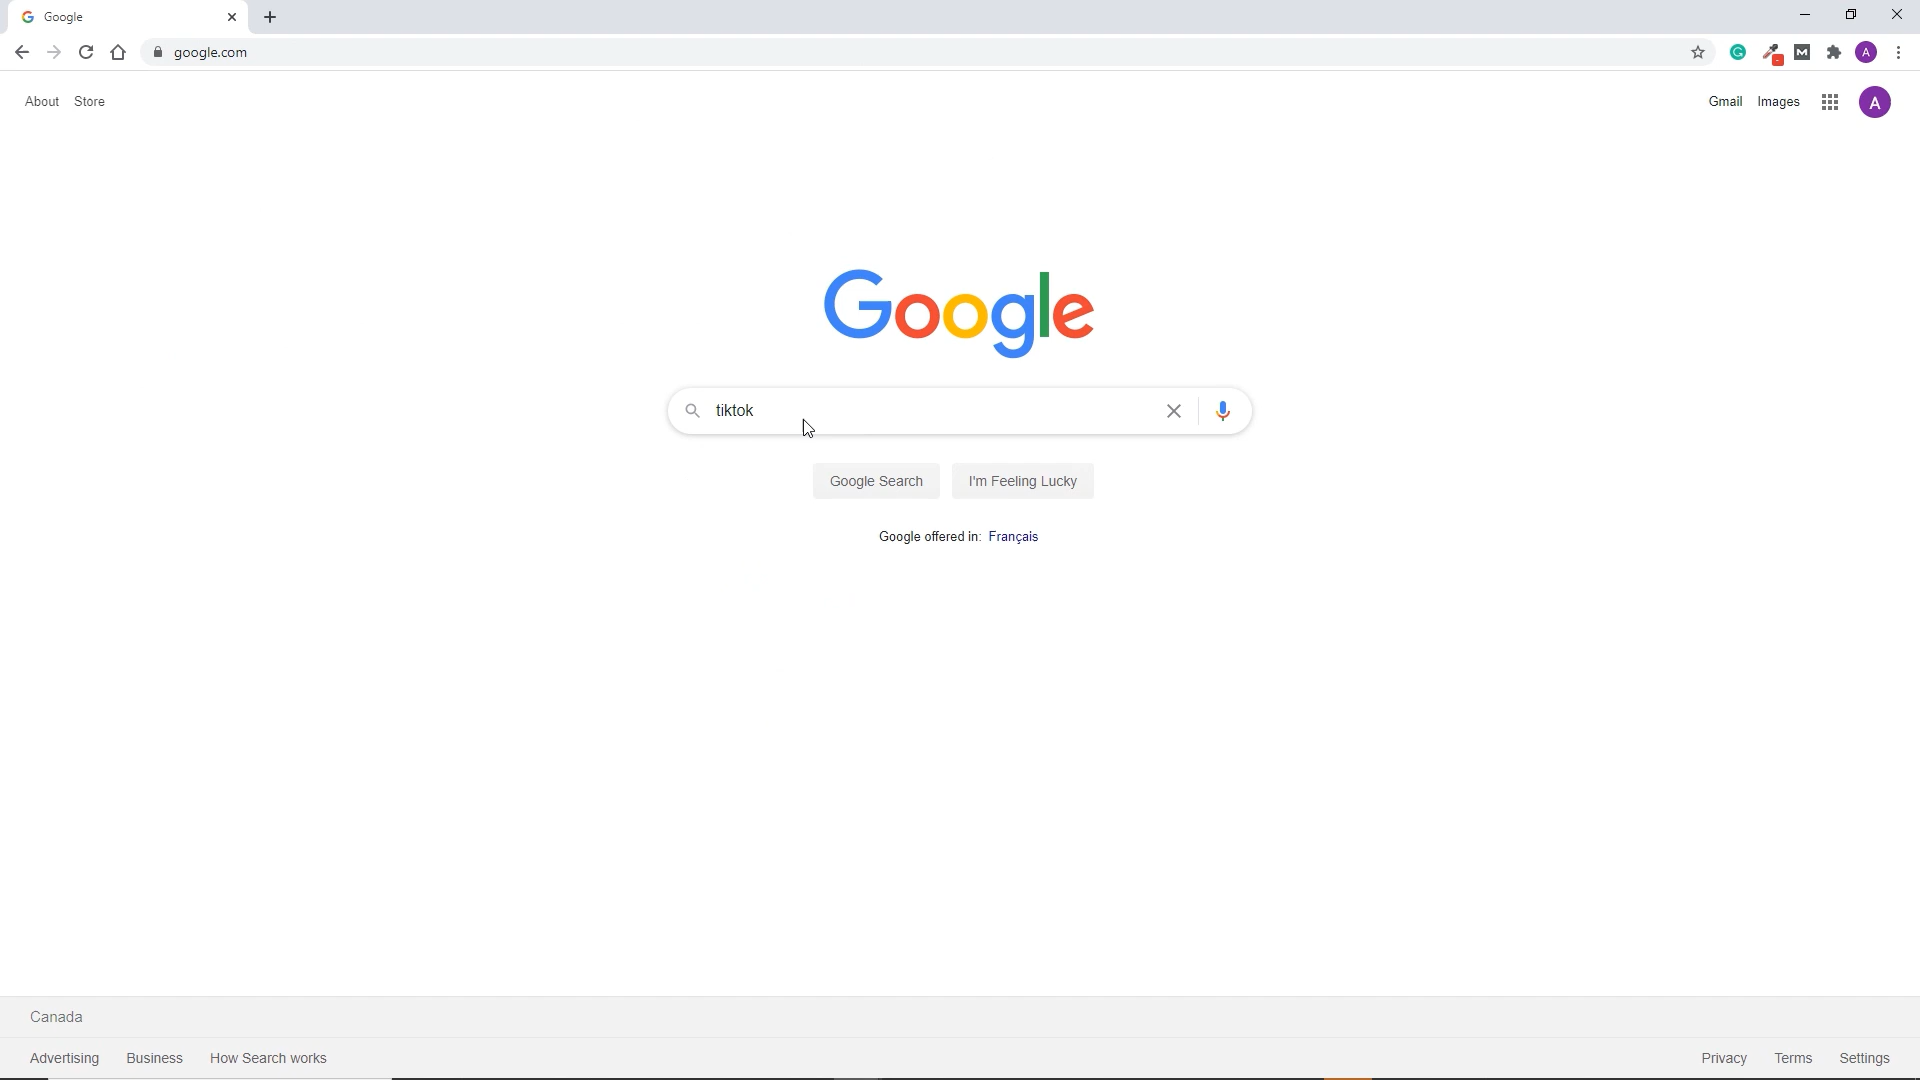 Google
google.com
A
About Store
Gmail Images
A
Google
tiktok
Google Search
I'm Feeling Lucky
Google offered in: Français
Canada
Advertising Business How Search works
Privacy Terms Settings